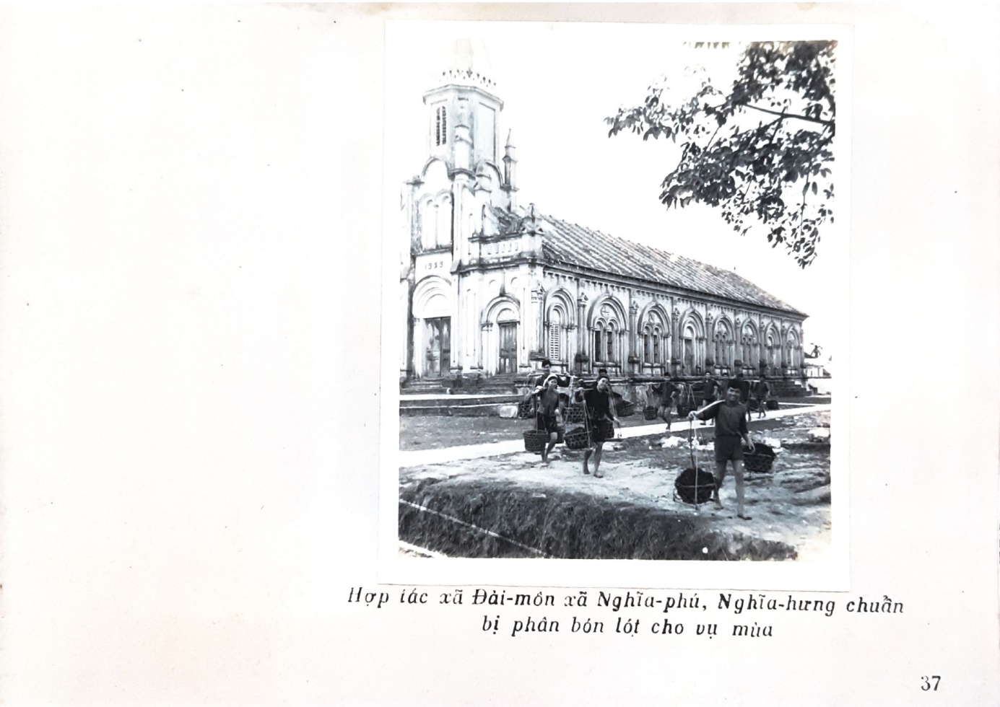 1939
Hợp tác xã Đài-môn xã Nghĩa-phú, Nghĩa-hưng chuẩn
bị phân bón lót cho vụ mùa
37